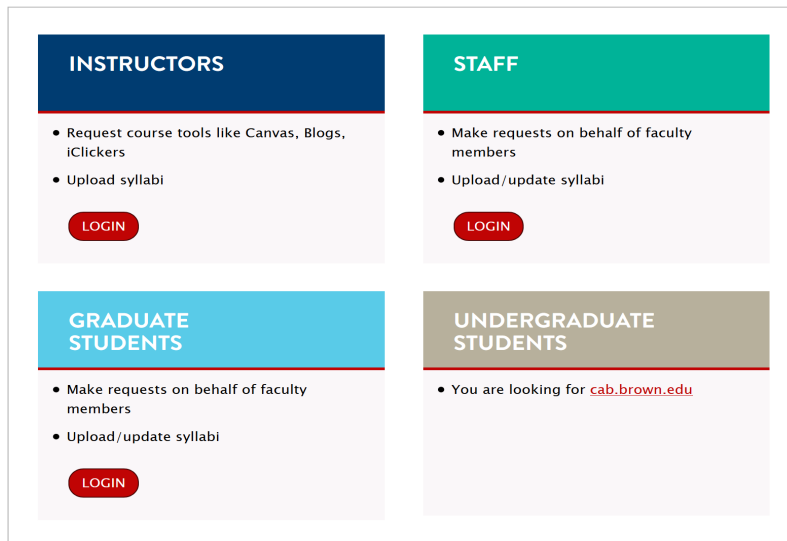 INSTRUCTORS
Request course tools like Canvas, Blogs,
iClickers
Upload syllabi
LOGIN
STAFF
Make requests on behalf of faculty
members
Upload/update syllabi
LOGIN
GRADUATE
STUDENTS
Make requests on behalf of faculty
members
Upload/update syllabi
LOGIN
UNDERGRADUATE
STUDENTS
You are looking for cab.brown.edu